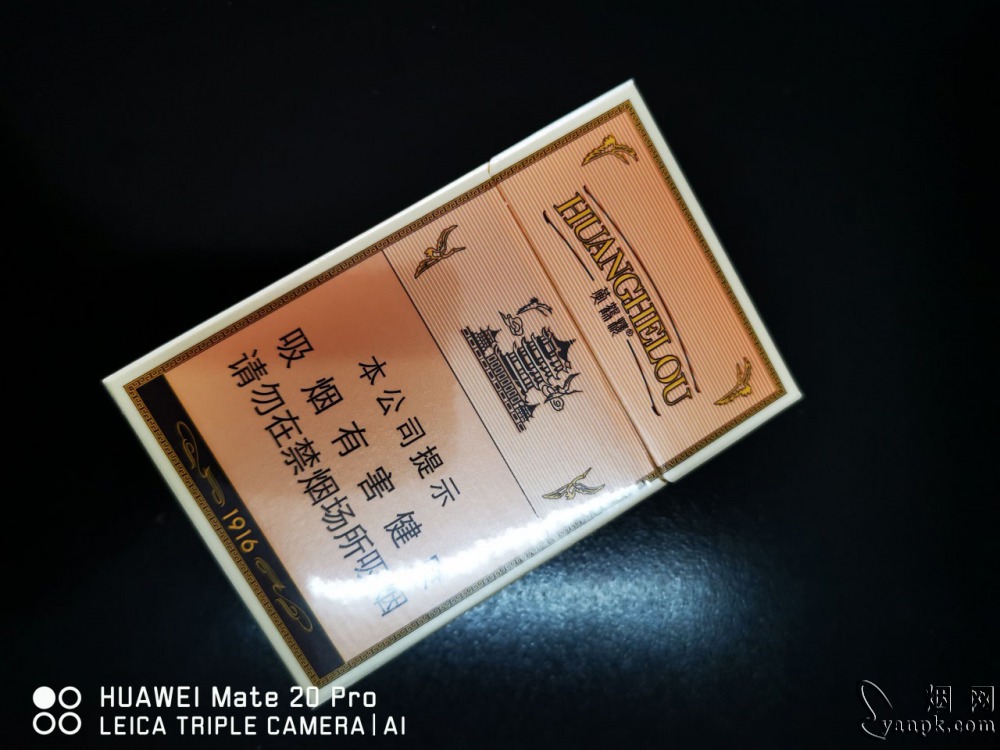 HUANGHELOU
黄鹤楼®
本公司提示
吸烟有害健
请勿在禁烟场所吸烟
1916
HUAWEI Mate 20 Pro
LEICA TRIPLE CAMERA|AI
烟网
yanpk.com